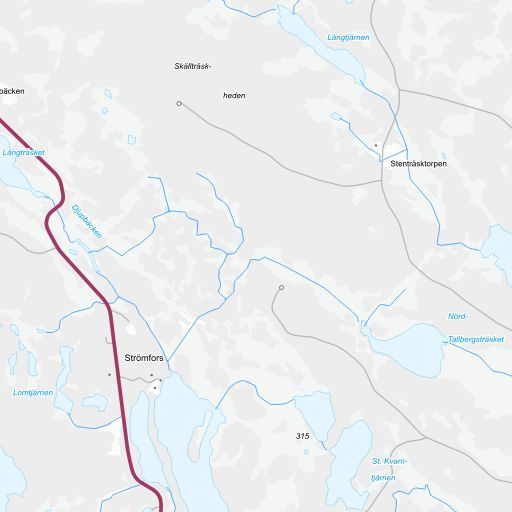 Långtjärnen
Skällträsk-
heden
bäcken
Långträsket
Stenträsktorpen
Djupbäcken
Nörd-
Tallbergsträsket
Strömfors
Lomtjärnen
315
St. Kvarn-
tjärnen